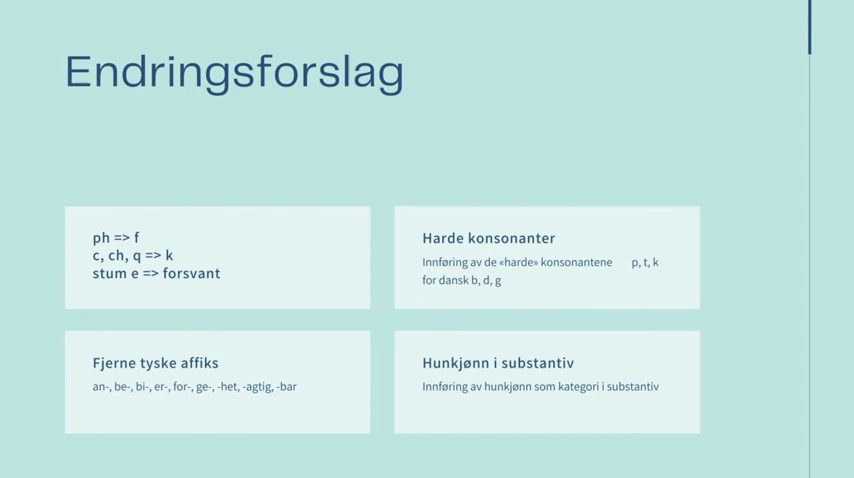 Endringsforslag
ph => f
c, ch, q => k
stum e => forsvant
Harde konsonanter
Innføring av de «harde» konsonantene p, t, k
for dansk b, d, g
Fjerne tyske affiks
an-, be-, bi-, er-, for-, ge-, -het, -agtig, -bar
Hunkjønn i substantiv
Innføring av hunkjønn som kategori i substantiv